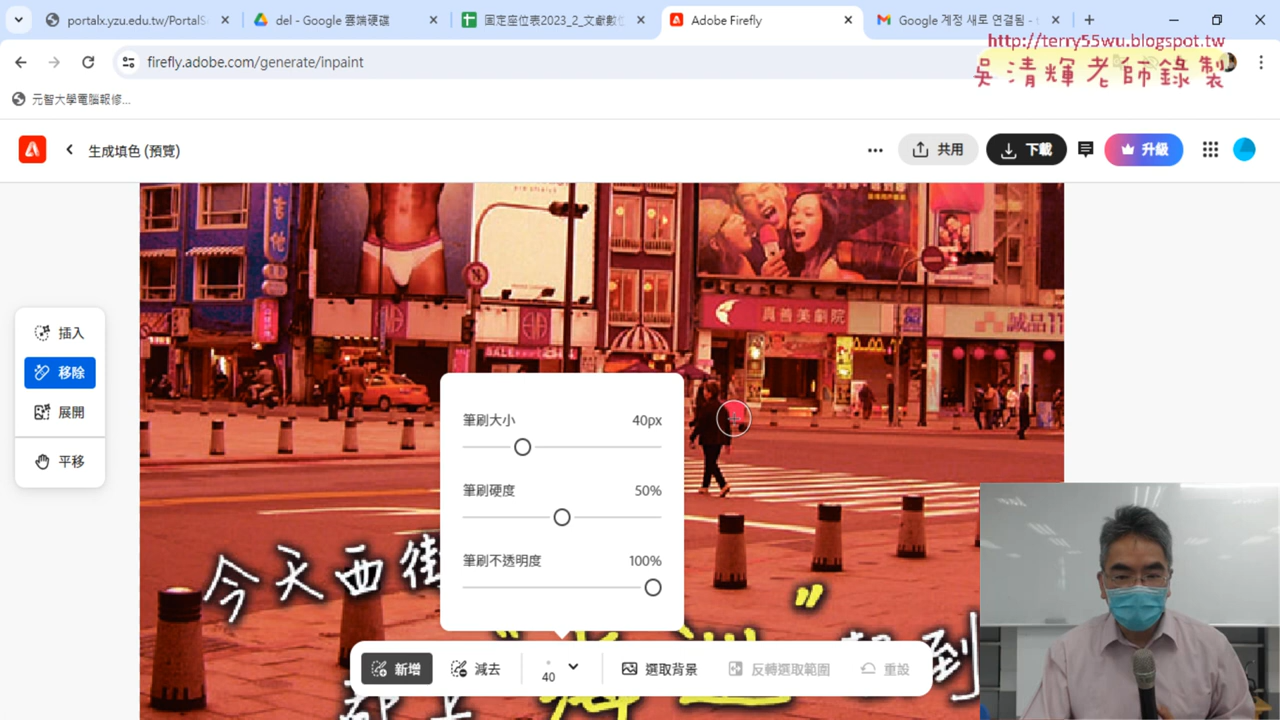 portalx.yzu.edu.tw/PortalS
del - Google 雲端硬碟
固定座位表2023_2_文獻數位
Adobe Firefly
Google 계정 새로 연결됨 -
http://terry55wu.blogspot.tw
firefly.adobe.com/generate/inpaint
吳清輝老師錄製
元智大學電腦報修...
生成填色 (預覽)
共用
下載
升級
插入
移除
展開
平移
真善美劇院
誠品
SALE
筆刷大小 40px
筆刷硬度 50%
筆刷不透明度 100%
今天西街
新增
減去
40
選取背景
反轉選取範圍
重設
到